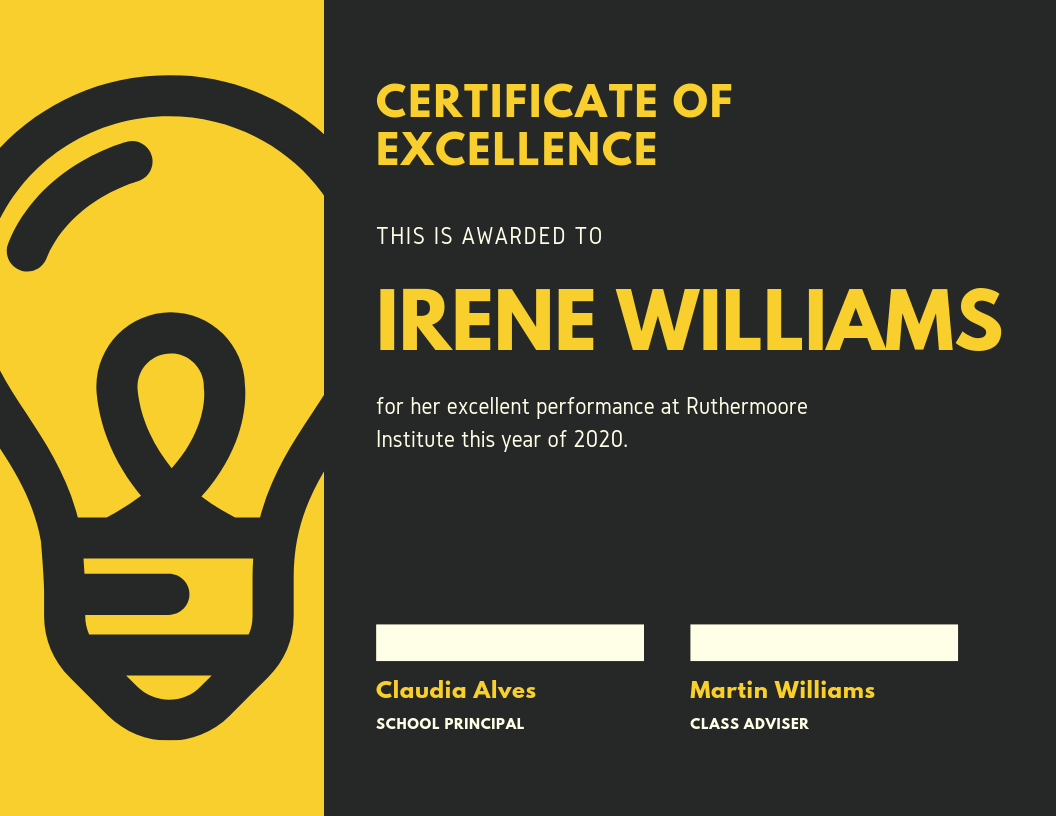 CERTIFICATE OF
EXCELLENCE
THIS IS AWARDED TO
IRENE WILLIAMS
for her excellent performance at Ruthermoore
Institute this year of 2020.
Claudia Alves
SCHOOL PRINCIPAL
Martin Williams
CLASS ADVISER